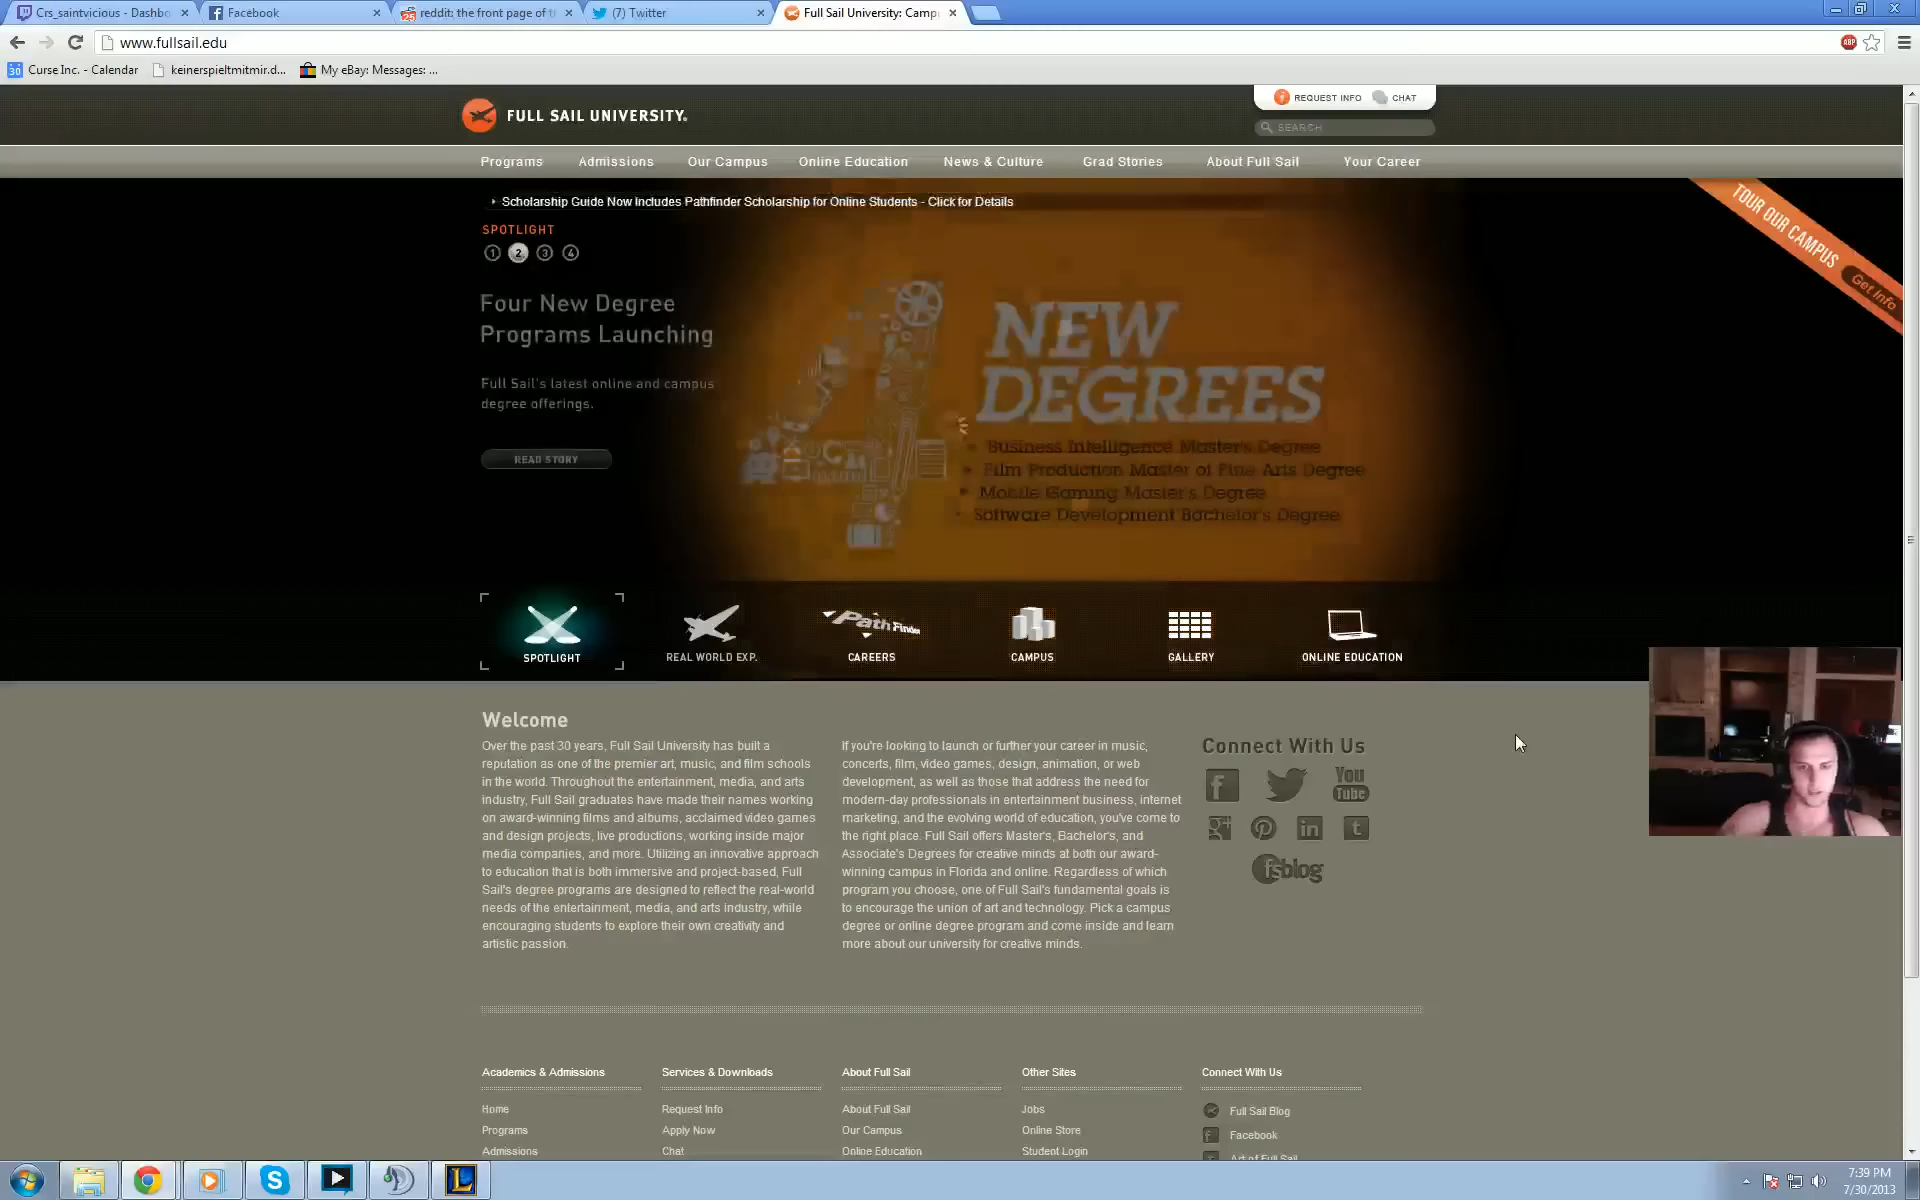 Crs_saintvicious - Dashbo
Facebook
reddit: the front page of t
(7) Twitter
Full Sail University: Camp
www.fullsail.edu
ABP
30 Curse Inc. - Calendar
keinerspieltmitmir.d...
My eBay: Messages: ...
FULL SAIL UNIVERSITY.
REQUEST INFO
CHAT
SEARCH
Programs
Admissions
Our Campus
Online Education
News & Culture
Grad Stories
About Full Sail
Your Career
Scholarship Guide Now Includes Pathfinder Scholarship for Online Students - Click for Details
TOUR OUR CAMPUS
Get Info
SPOTLIGHT
1 2 3 4
Four New Degree
Programs Launching
Full Sail's latest online and campus
degree offerings.
READ STORY
4 NEW
DEGREES
Business Intelligence Master's Degree
Film Production Master of Fine Arts Degree
Mobile Gaming Master's Degree
Software Development Bachelor's Degree
Path Finder
SPOTLIGHT
REAL WORLD EXP.
CAREERS
CAMPUS
GALLERY
ONLINE EDUCATION
Welcome
Over the past 30 years, Full Sail University has built a
reputation as one of the premier art, music, and film schools
in the world. Throughout the entertainment, media, and arts
industry, Full Sail graduates have made their names working
on award-winning films and albums, acclaimed video games
and design projects, live productions, working inside major
media companies, and more. Utilizing an innovative approach
to education that is both immersive and project-based, Full
Sail's degree programs are designed to reflect the real-world
needs of the entertainment, media, and arts industry, while
encouraging students to explore their own creativity and
artistic passion.
If you're looking to launch or further your career in music,
concerts, film, video games, design, animation, or web
development, as well as those that address the need for
modern-day professionals in entertainment business, internet
marketing, and the evolving world of education, you've come to
the right place. Full Sail offers Master's, Bachelor's, and
Associate's Degrees for creative minds at both our award-
winning campus in Florida and online. Regardless of which
program you choose, one of Full Sail's fundamental goals is
to encourage the union of art and technology. Pick a campus
degree or online degree program and come inside and learn
more about our university for creative minds.
Connect With Us
You
Tube
fsblog
Academics & Admissions
Home
Programs
Admissions
Services & Downloads
Request Info
Apply Now
Chat
About Full Sail
About Full Sail
Our Campus
Online Education
Other Sites
Jobs
Online Store
Student Login
Connect With Us
Full Sail Blog
Facebook
Art of Full Sail
7:39 PM
7/30/2013